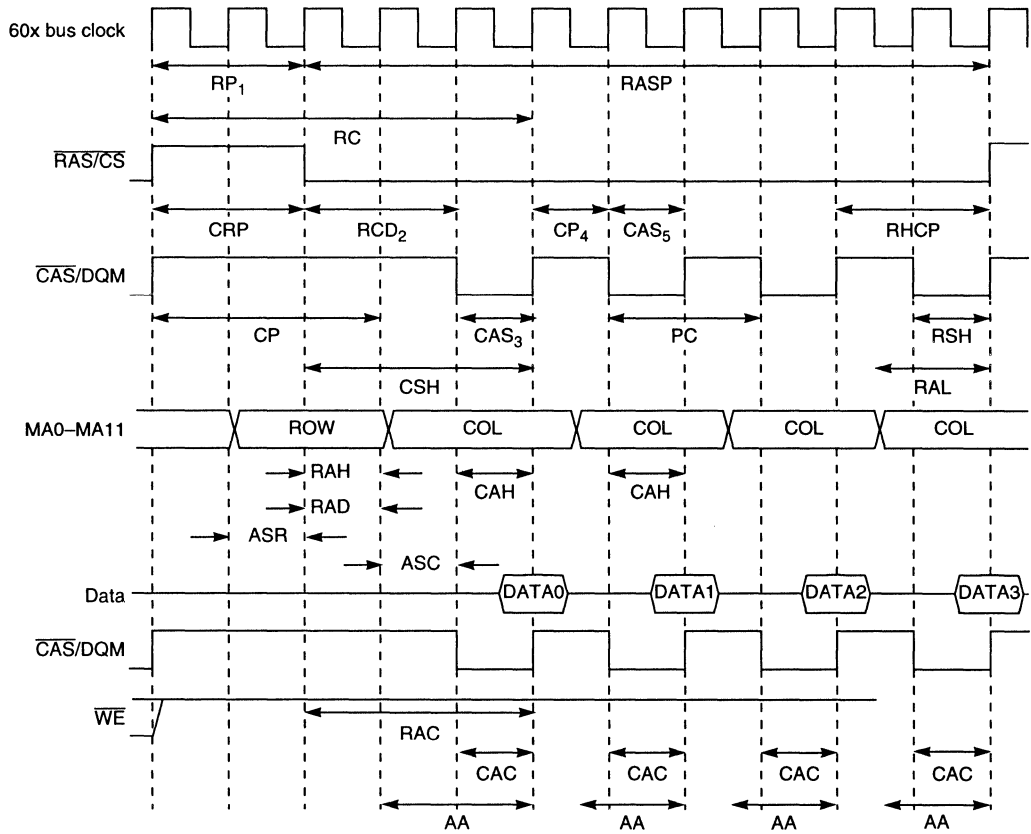 60x bus clock
RP1 RASP
RC
RAS/CS
CRP RCD2 CP4 CAS5 RHCP
CAS/DQM
CP CAS3 PC RSH
CSH RAL
MA0–MA11 ROW COL COL COL COL
RAH CAH CAH
RAD
ASR
ASC
Data DATA0 DATA1 DATA2 DATA3
CAS/DQM
WE
RAC
CAC CAC CAC CAC
AA AA AA AA